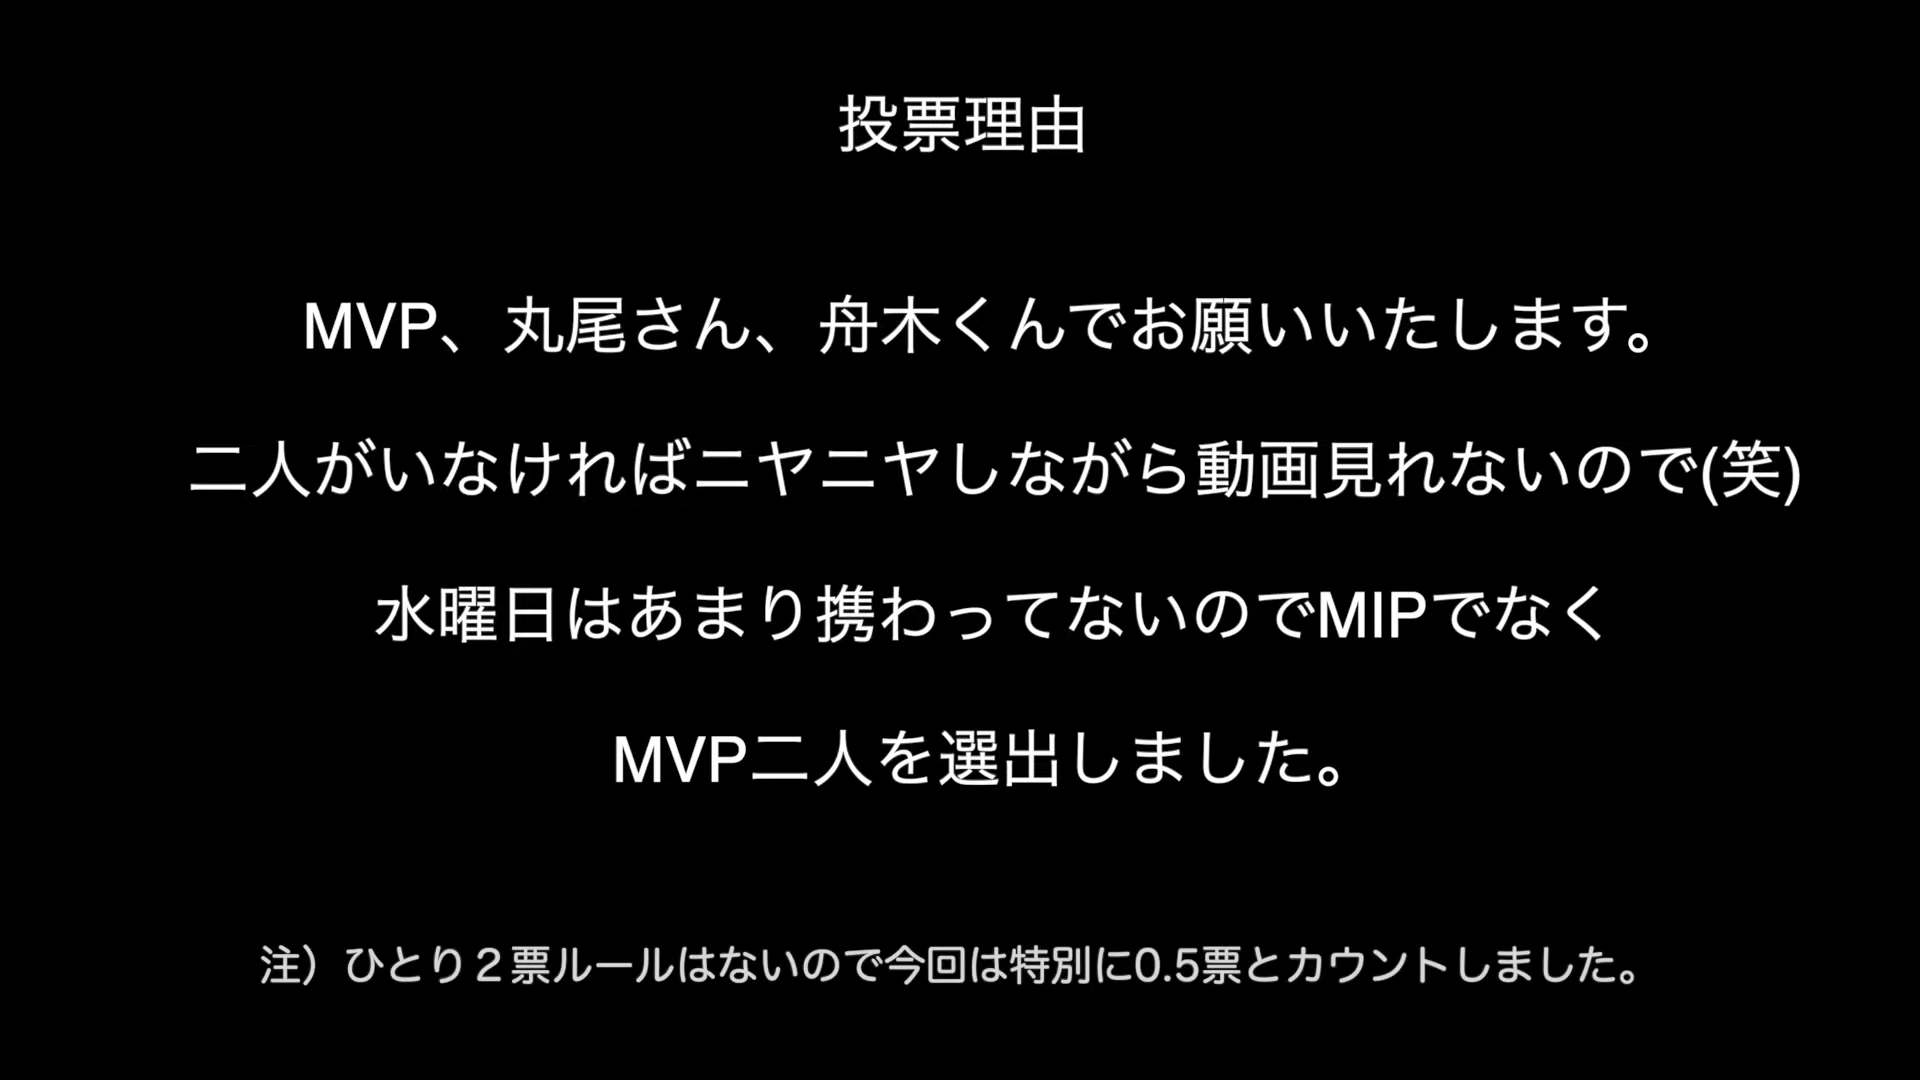 投票理由
MVP、丸尾さん、舟木くんでお願いいたします。
二人がいなければニヤニヤしながら動画見れないので(笑)
水曜日はあまり携わってないのでMIPでなく
MVP二人を選出しました。
注）ひとり２票ルールはないので今回は特別に0.5票とカウントしました。